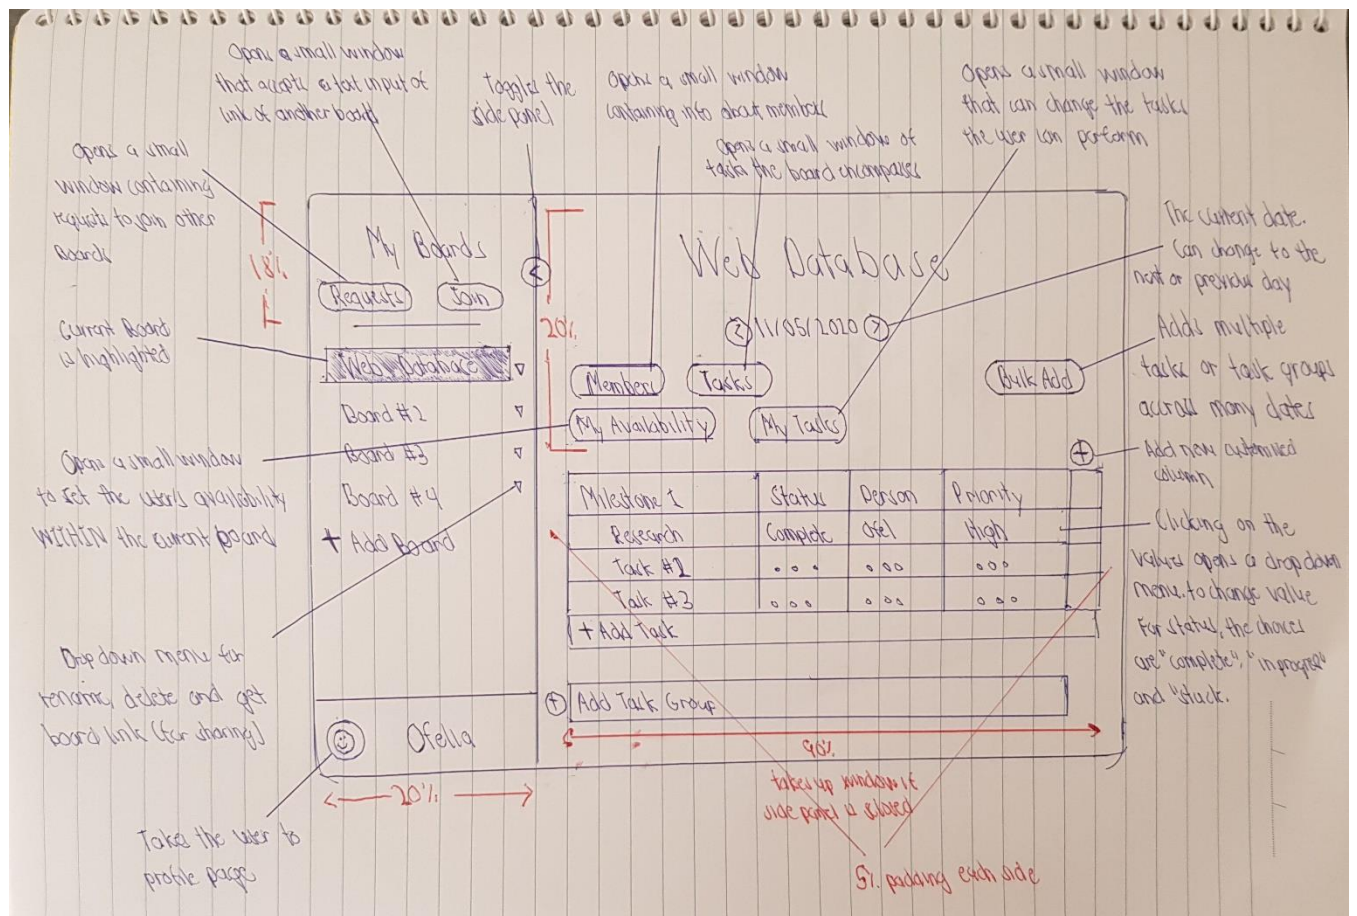 Opens a small window
that accepts a text input of
link of another board
Toggles the
side panel
Opens a small window
containing info about members
Opens a small window of
tasks the board encompasses
Opens a small window
that can change the tasks
the user can perform
Opens a small
window containing
requests to join other
Boards
18%
Current Board
is highlighted
Opens a small window
to set the user's availability
WITHIN the current board
Drop down menu for
rename, delete and get
board link (for sharing)
Takes the user to
profile page
My Boards
Requests
Join
Web Database
Board #2
Board #3
Board #4
+ Add Board
Ofella
20%
<
20%
Web Database
< 11/05/2020 >
Members
Tasks
Bulk Add
My Availability
My Tasks
+
Milestone 1 Status Person Priority
Research Complete Ofel High
Task #2 ∘∘∘ ∘∘∘ ∘∘∘
Task #3 ∘∘∘ ∘∘∘ ∘∘∘
+ Add Task
+ Add Task Group
90%
takes up window if
side panel is closed
5% padding each side
The current date.
Can change to the
next or previous day
Adds multiple
tasks or task groups
accross many dates
Add new customised
column
Clicking on the
values opens a dropdown
menu to change value
For status, the choices
are "complete", "in progress"
and "stuck.